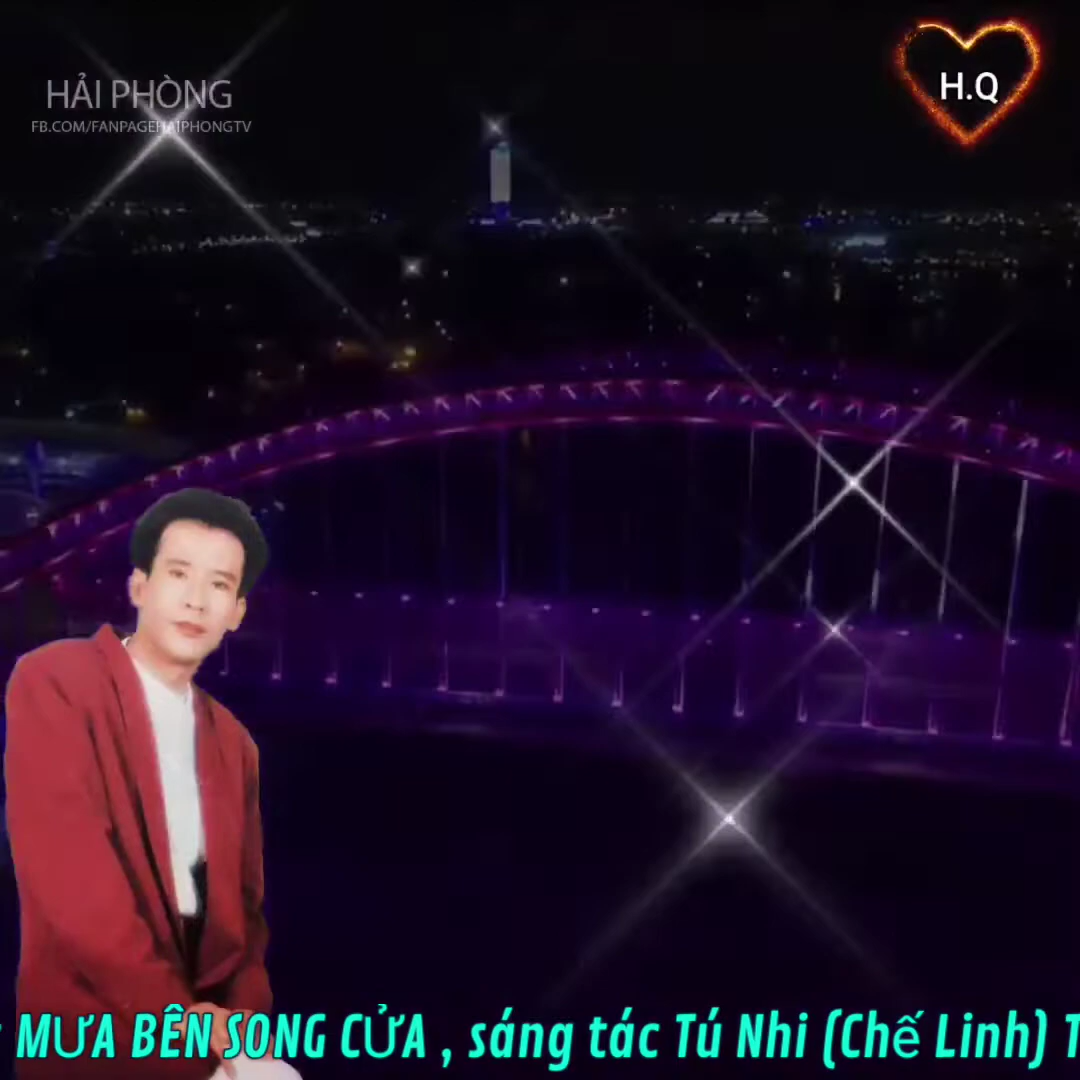 HẢI PHÒNG
FB.COM/FANPAGEHAIPHONGTV
H.Q
MƯA BÊN SONG CỬA , sáng tác Tú Nhi (Chế Linh) T